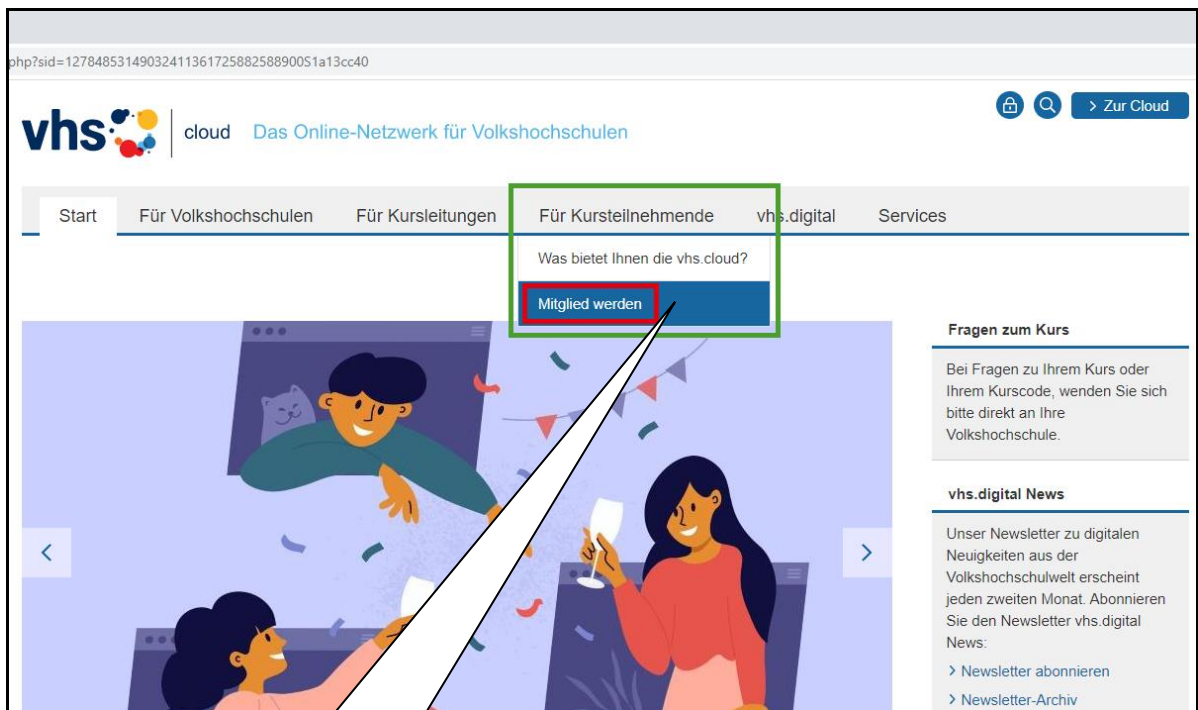 php?sid=12784853149032411361725882588900S1a13cc40
> Zur Cloud
vhs cloud Das Online-Netzwerk für Volkshochschulen
Start Für Volkshochschulen Für Kursleitungen Für Kursteilnehmende vhs.digital Services
Was bietet Ihnen die vhs.cloud?
Mitglied werden
Fragen zum Kurs
Bei Fragen zu Ihrem Kurs oder
Ihrem Kurscode, wenden Sie sich
bitte direkt an Ihre
Volkshochschule.
vhs.digital News
Unser Newsletter zu digitalen
Neuigkeiten aus der
Volkshochschulwelt erscheint
jeden zweiten Monat. Abonnieren
Sie den Newsletter vhs.digital
News:
> Newsletter abonnieren
> Newsletter-Archiv